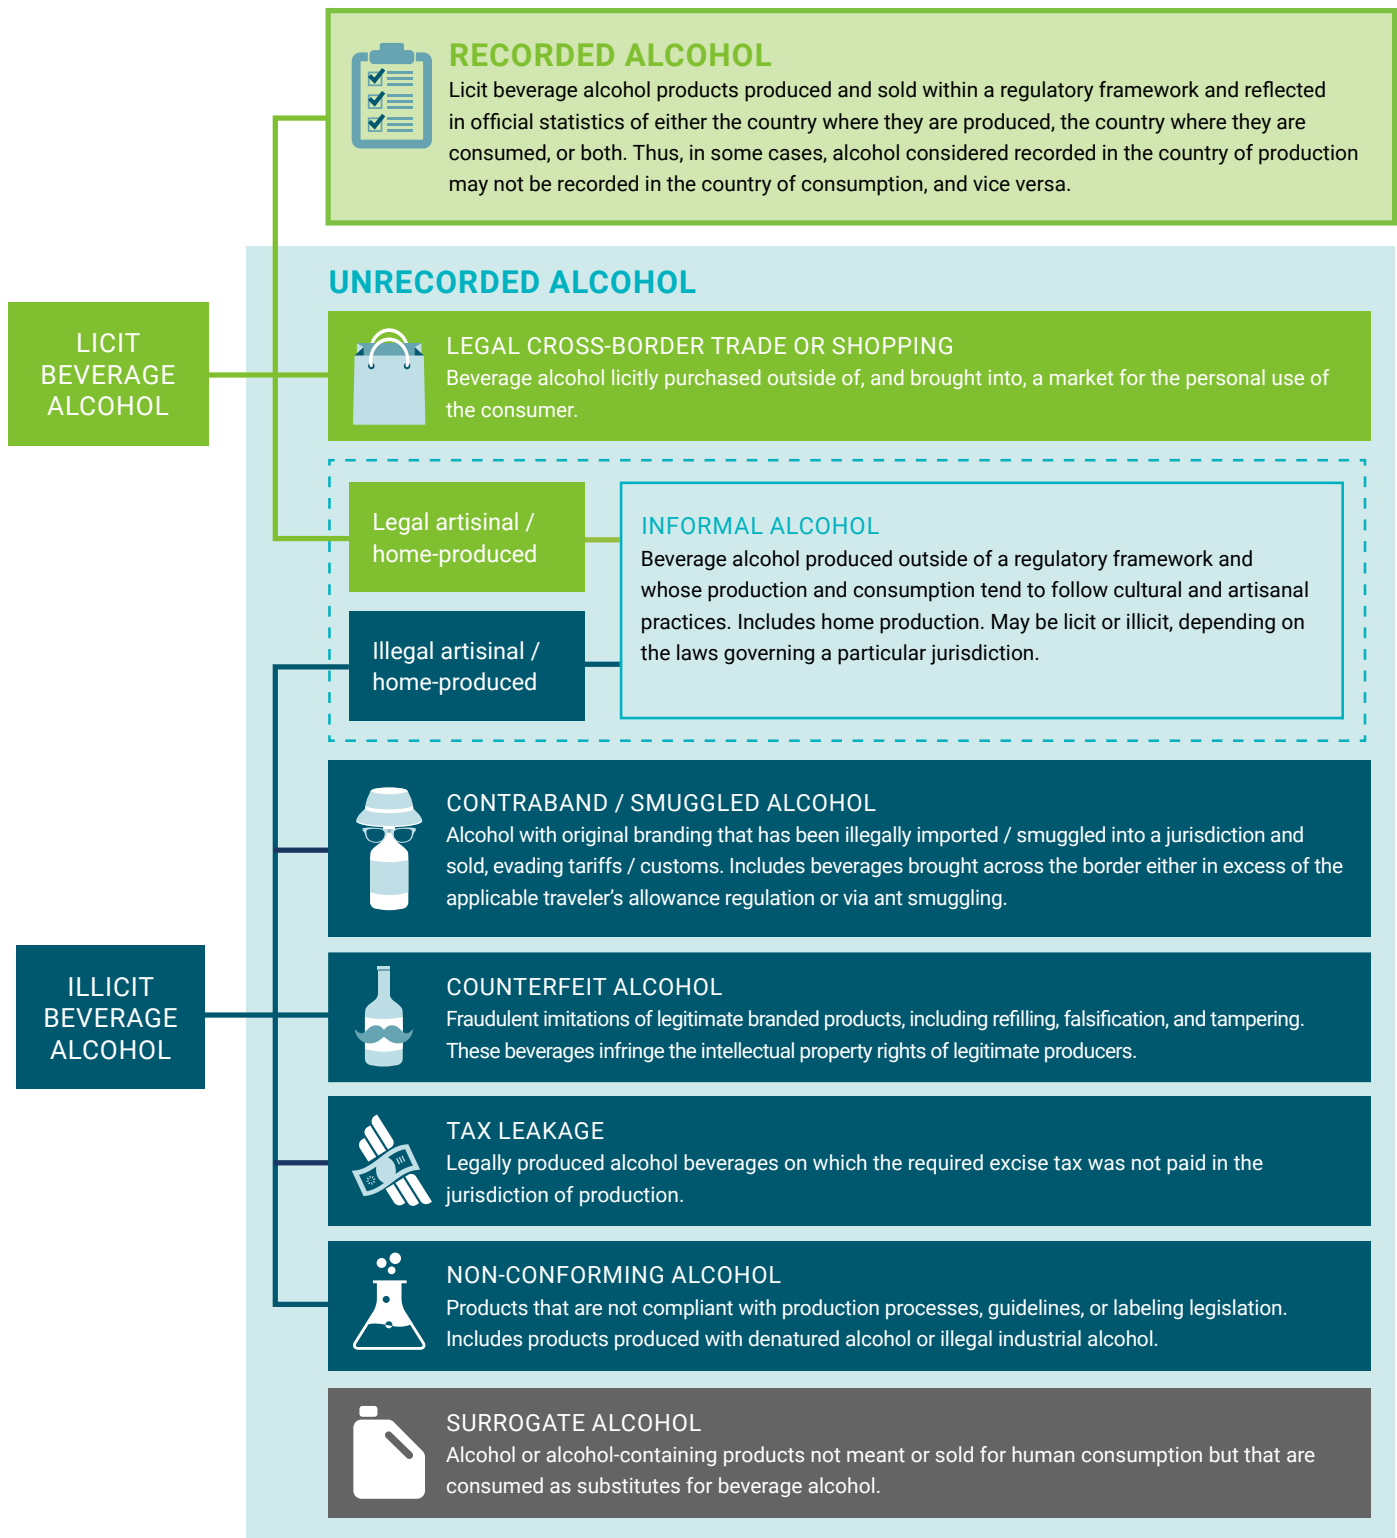 RECORDED ALCOHOL
Licit beverage alcohol products produced and sold within a regulatory framework and reflected
in official statistics of either the country where they are produced, the country where they are
consumed, or both. Thus, in some cases, alcohol considered recorded in the country of production
may not be recorded in the country of consumption, and vice versa.
UNRECORDED ALCOHOL
LICIT
BEVERAGE
ALCOHOL
LEGAL CROSS-BORDER TRADE OR SHOPPING
Beverage alcohol licitly purchased outside of, and brought into, a market for the personal use of
the consumer.
Legal artisinal /
home-produced
INFORMAL ALCOHOL
Beverage alcohol produced outside of a regulatory framework and
whose production and consumption tend to follow cultural and artisanal
practices. Includes home production. May be licit or illicit, depending on
the laws governing a particular jurisdiction.
Illegal artisinal /
home-produced
CONTRABAND / SMUGGLED ALCOHOL
Alcohol with original branding that has been illegally imported / smuggled into a jurisdiction and
sold, evading tariffs / customs. Includes beverages brought across the border either in excess of the
applicable traveler’s allowance regulation or via ant smuggling.
ILLICIT
BEVERAGE
ALCOHOL
COUNTERFEIT ALCOHOL
Fraudulent imitations of legitimate branded products, including refilling, falsification, and tampering.
These beverages infringe the intellectual property rights of legitimate producers.
TAX LEAKAGE
Legally produced alcohol beverages on which the required excise tax was not paid in the
jurisdiction of production.
NON-CONFORMING ALCOHOL
Products that are not compliant with production processes, guidelines, or labeling legislation.
Includes products produced with denatured alcohol or illegal industrial alcohol.
SURROGATE ALCOHOL
Alcohol or alcohol-containing products not meant or sold for human consumption but that are
consumed as substitutes for beverage alcohol.